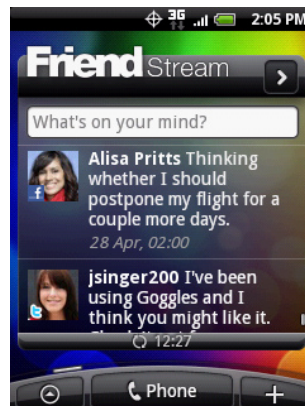 3G 2:05 PM
Friend Stream
What's on your mind?
Alisa Pritts Thinking
whether I should
postpone my flight for a
couple more days.
28 Apr, 02:00
jsinger200 I've been
using Goggles and I
think you might like it.
12:27
Phone